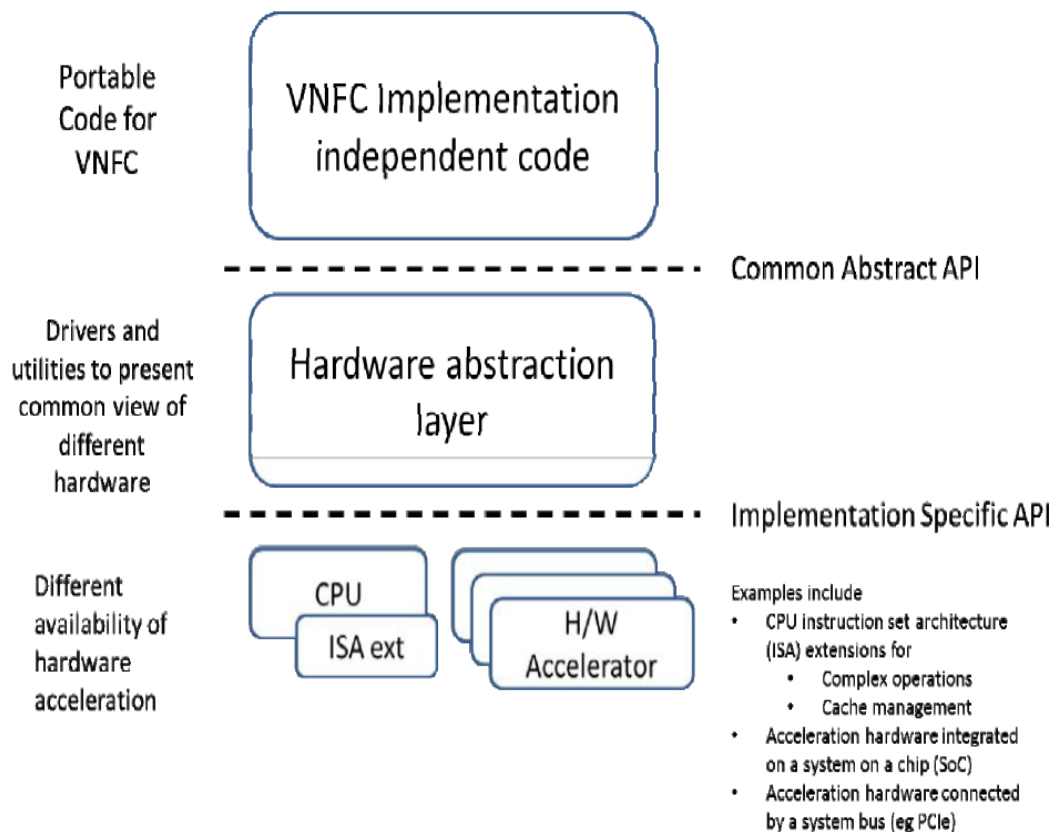 Portable
Code for
VNFC
VNFC Implementation
independent code
Common Abstract API
Drivers and
utilities to present
common view of
different
hardware
Hardware abstraction
layer
Implementation Specific API
Different
availability of
hardware
acceleration
CPU
ISA ext
H/W
Accelerator
Examples include
• CPU instruction set architecture
(ISA) extensions for
• Complex operations
• Cache management
• Acceleration hardware integrated
on a system on a chip (SoC)
• Acceleration hardware connected
by a system bus (eg PCIe)